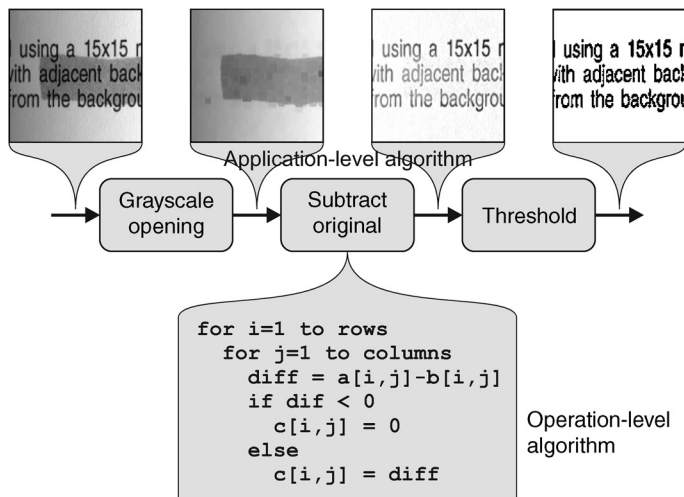 l using a 15x15 r
with adjacent back
from the backgrou
l using a 15x15 r
with adjacent back
from the backgrou
l using a 15x15 r
with adjacent back
from the backgrou
Application-level algorithm
Grayscale
opening
Subtract
original
Threshold
for i=1 to rows
for j=1 to columns
diff = a[i,j]-b[i,j]
if dif < 0
c[i,j] = 0
else
c[i,j] = diff
Operation-level
algorithm